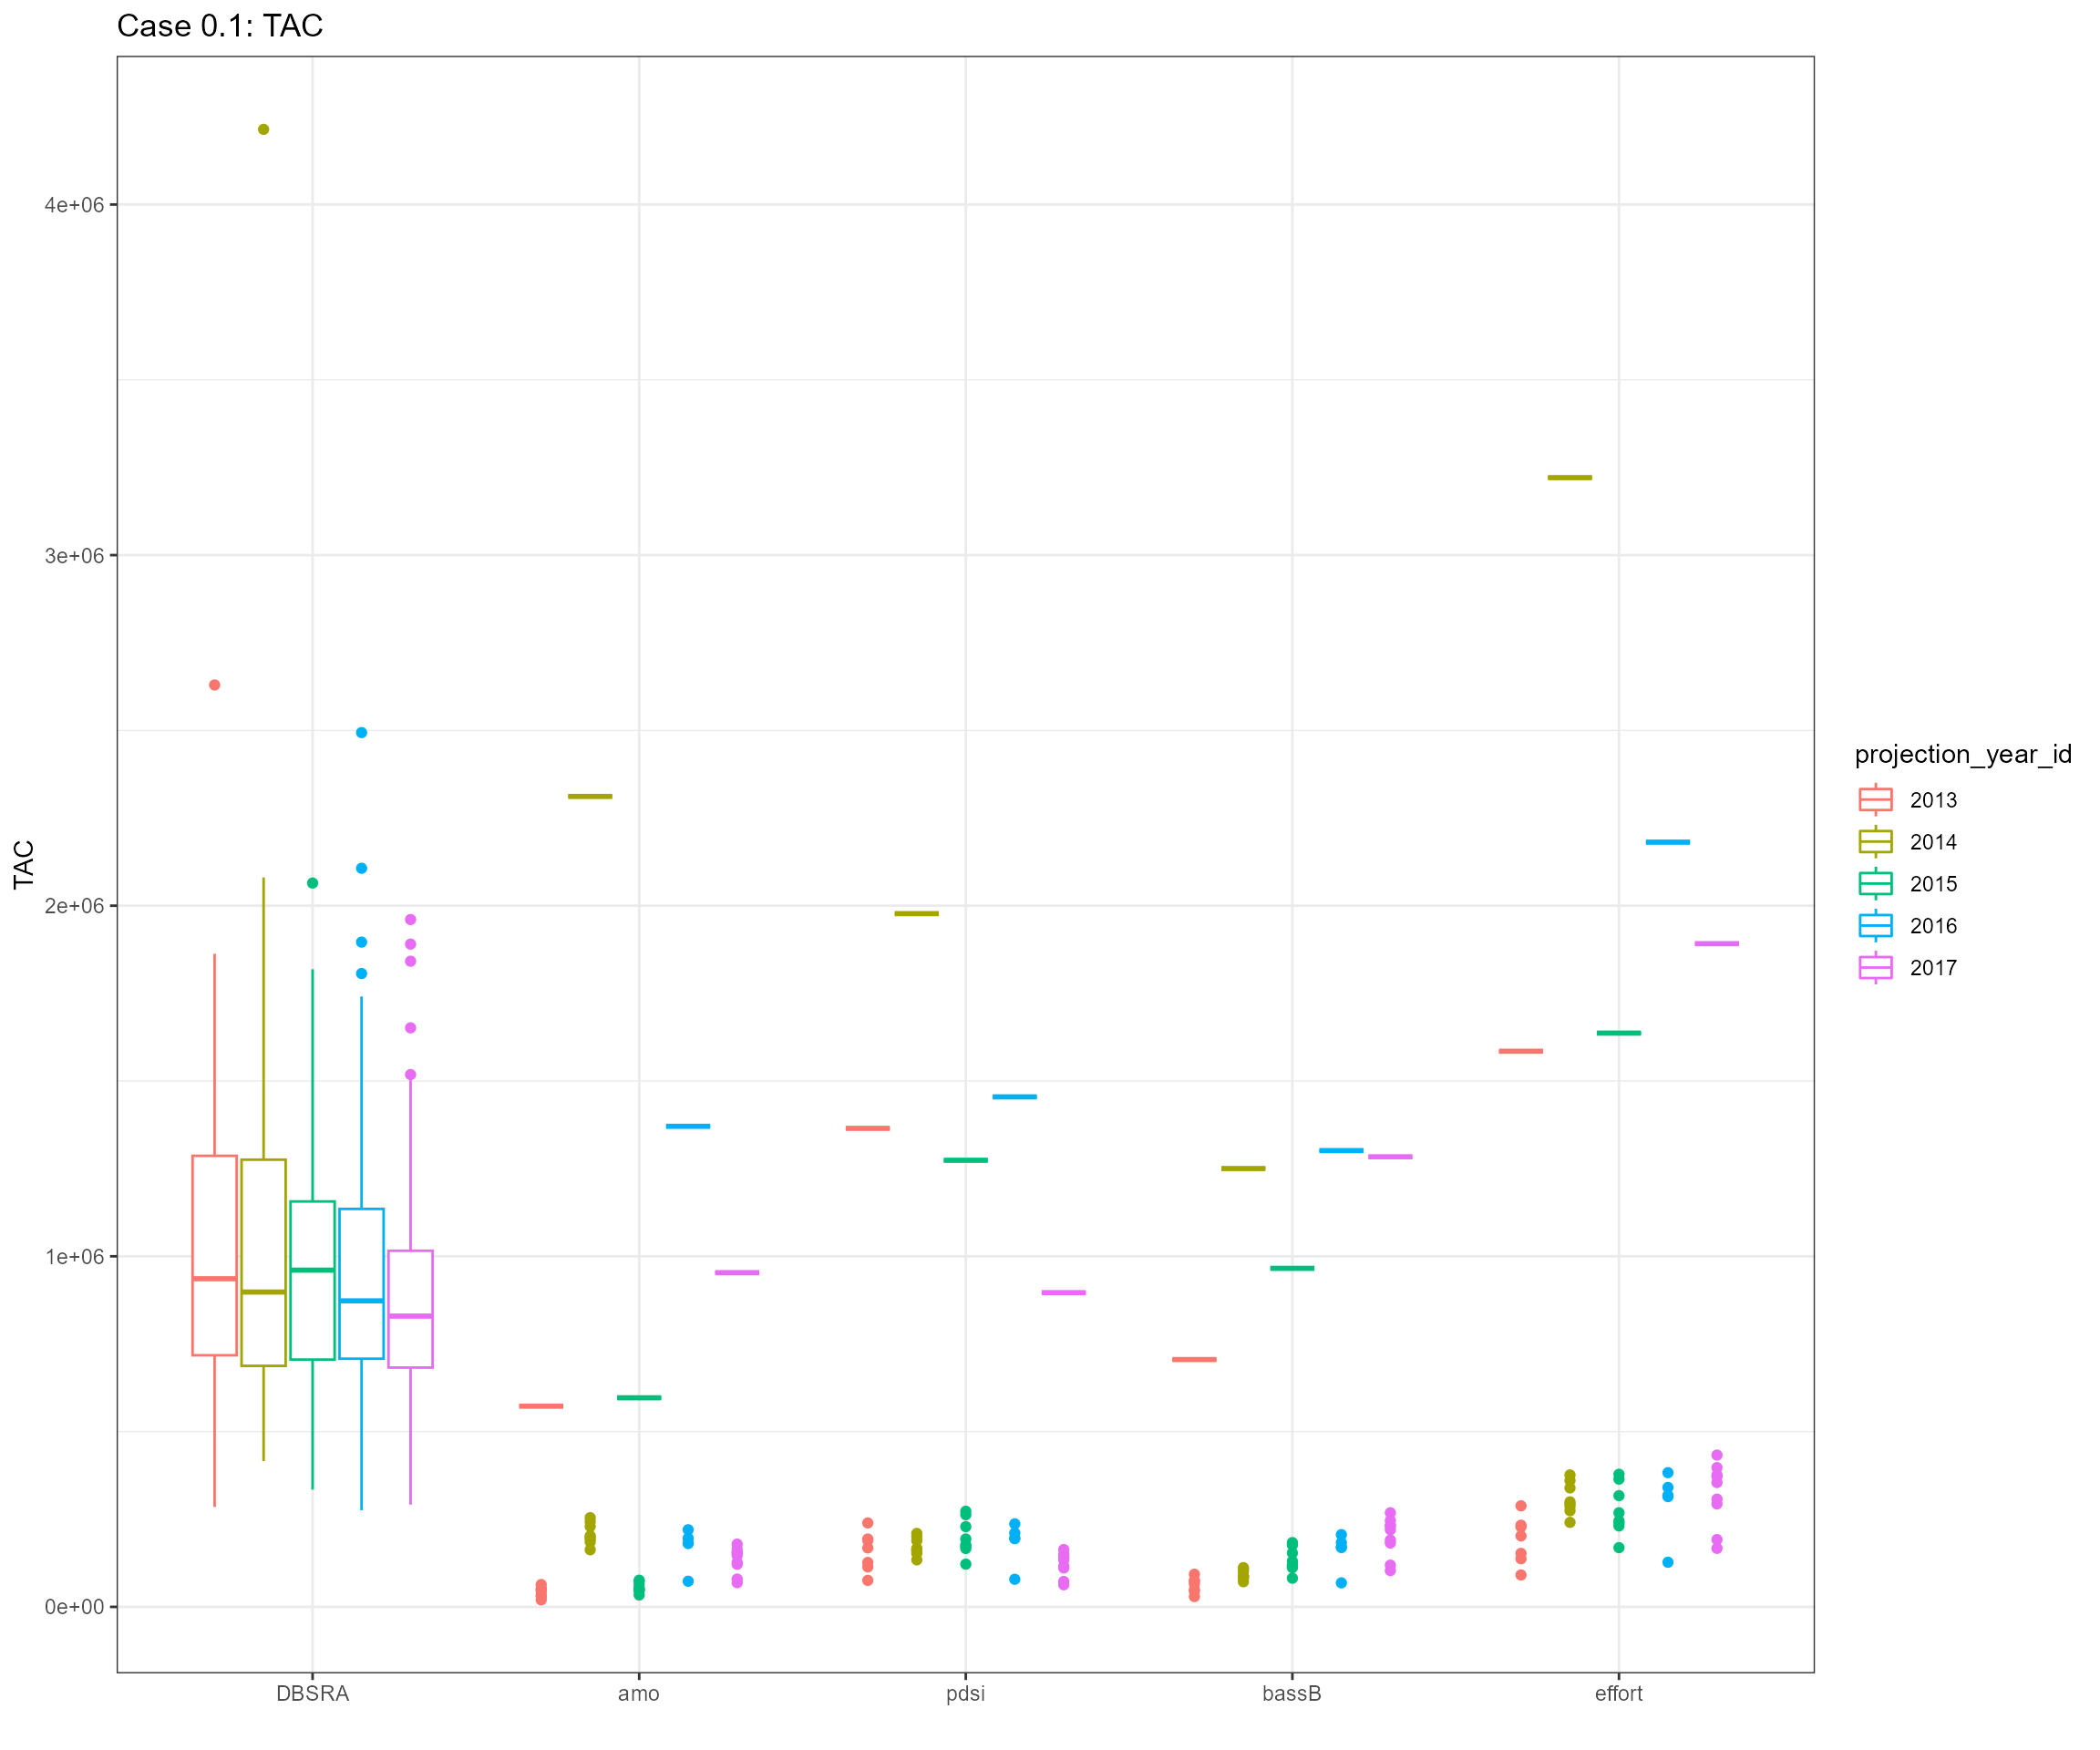 Case 0.1: TAC
4e+06
3e+06
2e+06
1e+06
0e+00
TAC
DBSRA
amo
pdsi
bassB
effort
projection_year_id
2013
2014
2015
2016
2017